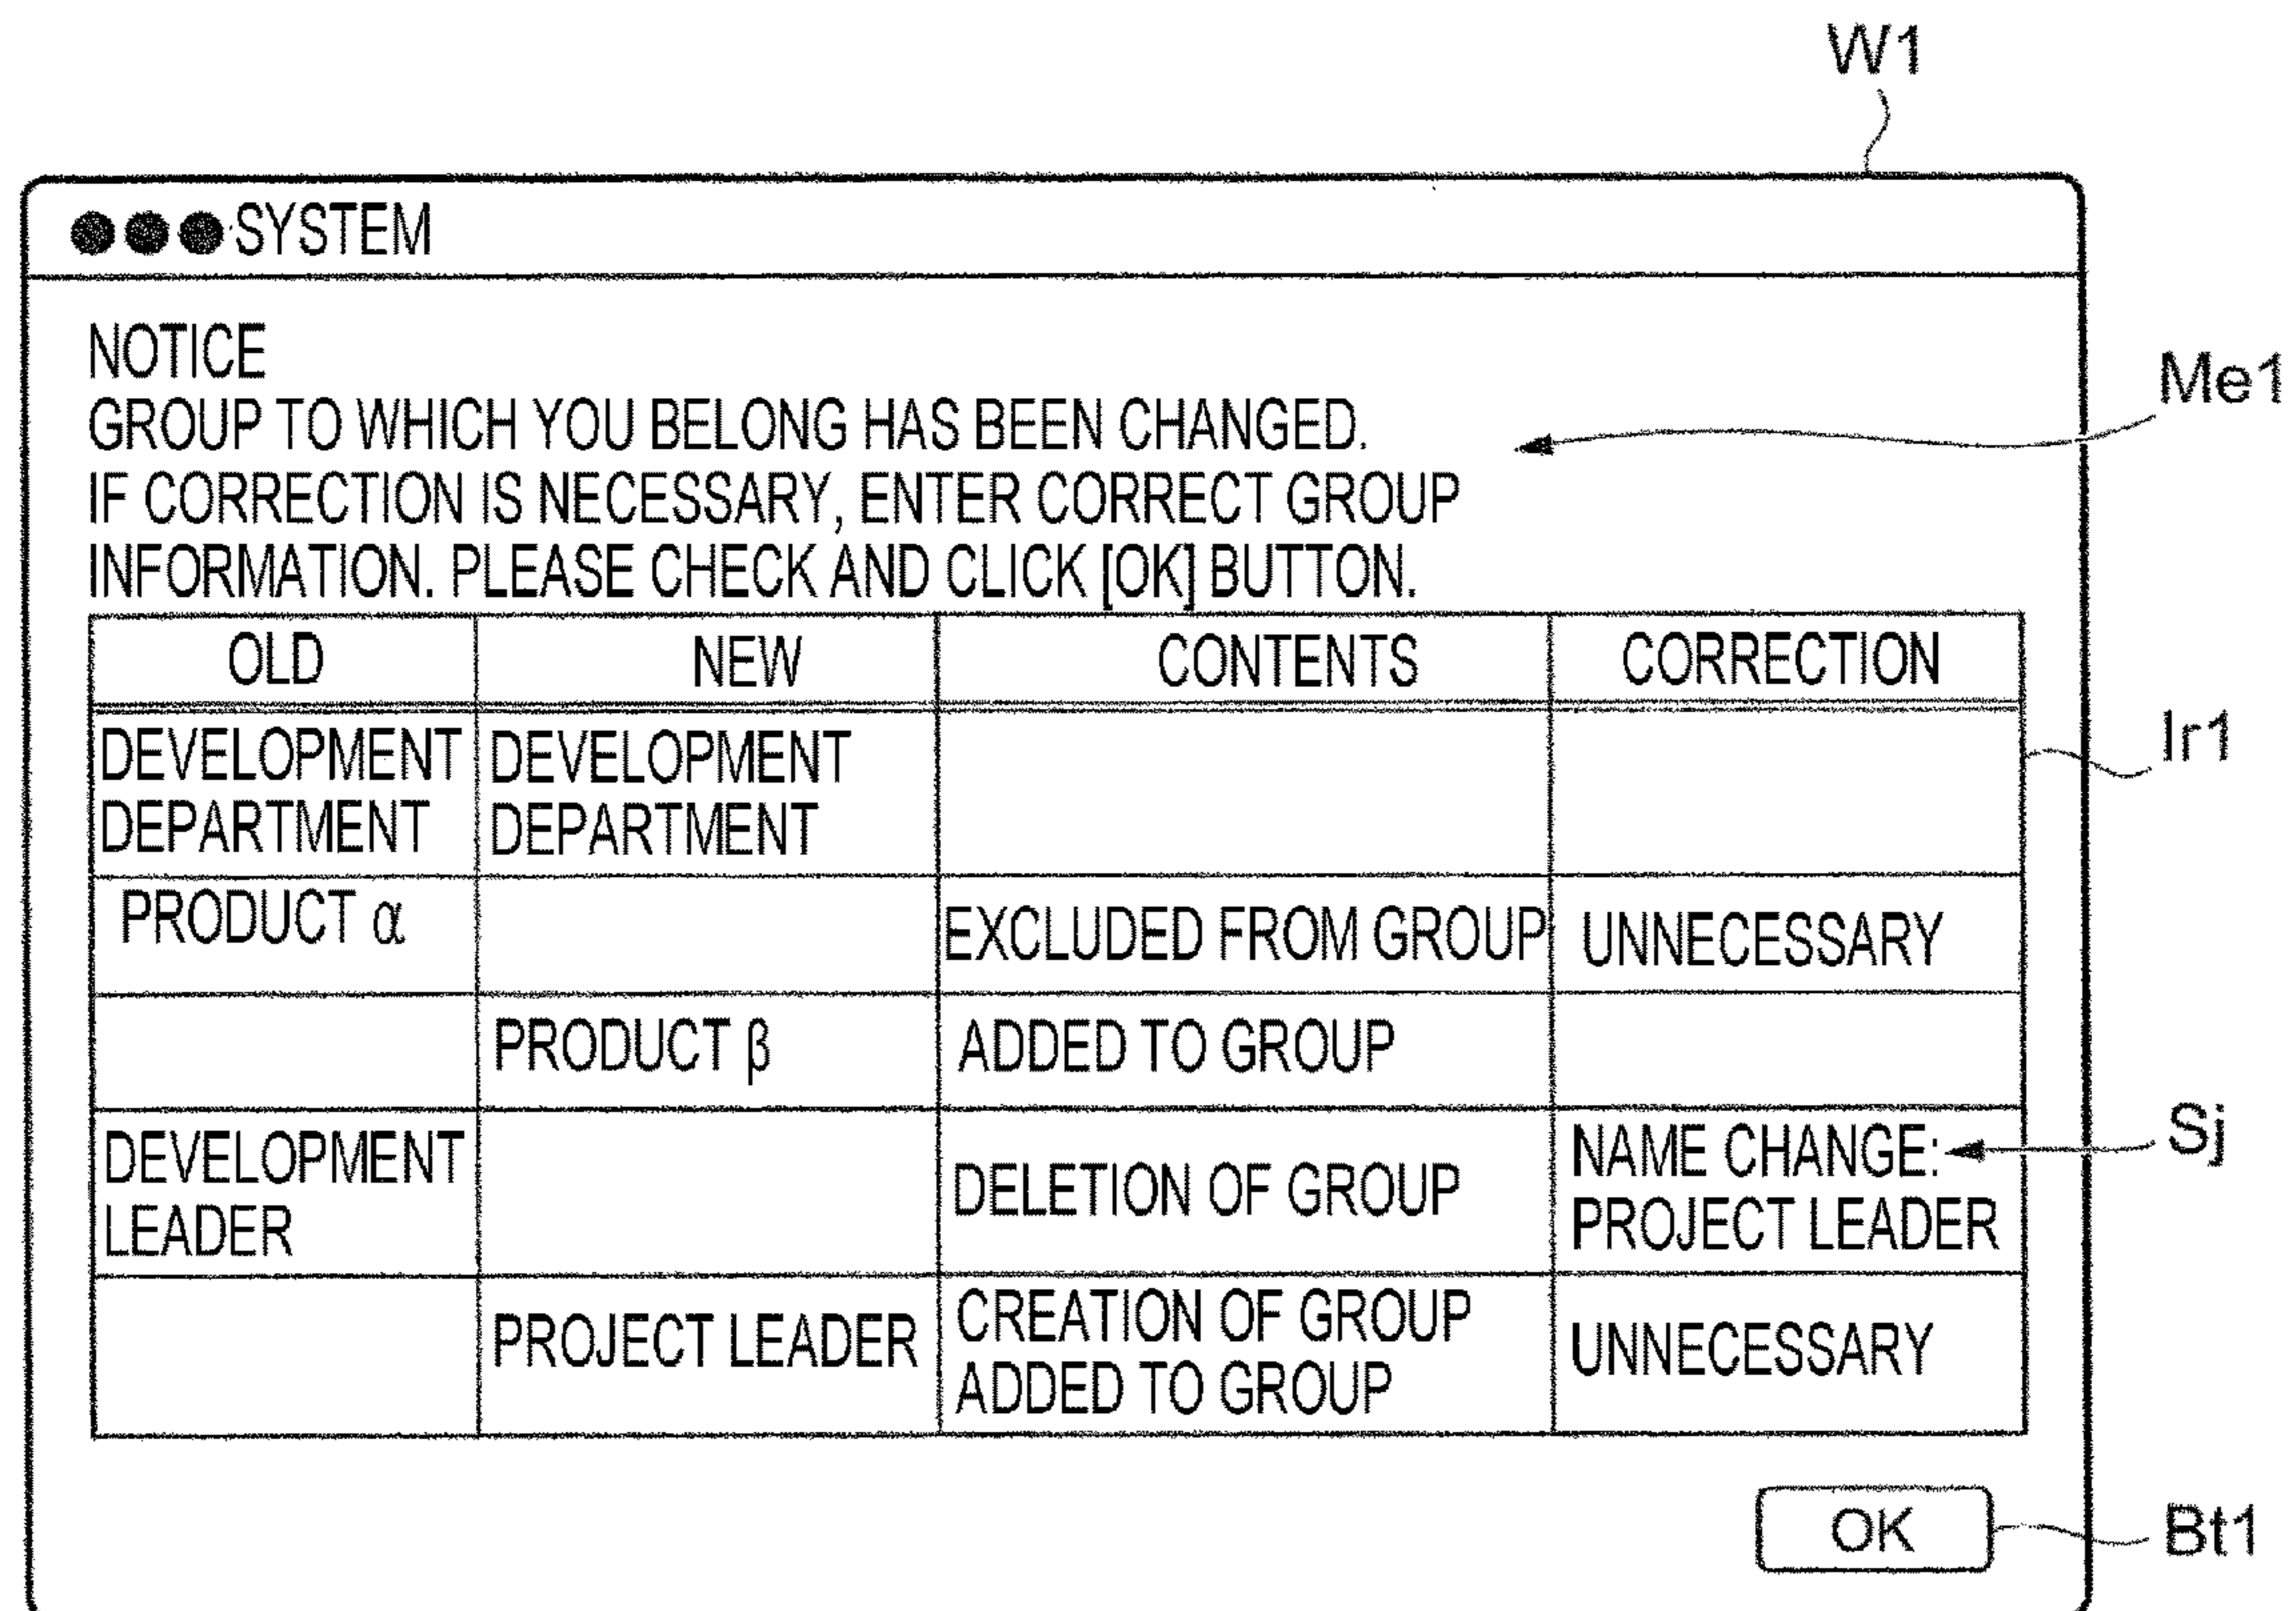 W1
●●●SYSTEM
NOTICE
GROUP TO WHICH YOU BELONG HAS BEEN CHANGED.
IF CORRECTION IS NECESSARY, ENTER CORRECT GROUP
INFORMATION. PLEASE CHECK AND CLICK [OK] BUTTON.
Me1
OLD NEW CONTENTS CORRECTION
DEVELOPMENT DEVELOPMENT
DEPARTMENT DEPARTMENT
Ir1
PRODUCT α EXCLUDED FROM GROUP UNNECESSARY
PRODUCT β ADDED TO GROUP
DEVELOPMENT
LEADER
DELETION OF GROUP
NAME CHANGE:
PROJECT LEADER
Sj
PROJECT LEADER
CREATION OF GROUP
ADDED TO GROUP
UNNECESSARY
OK
Bt1